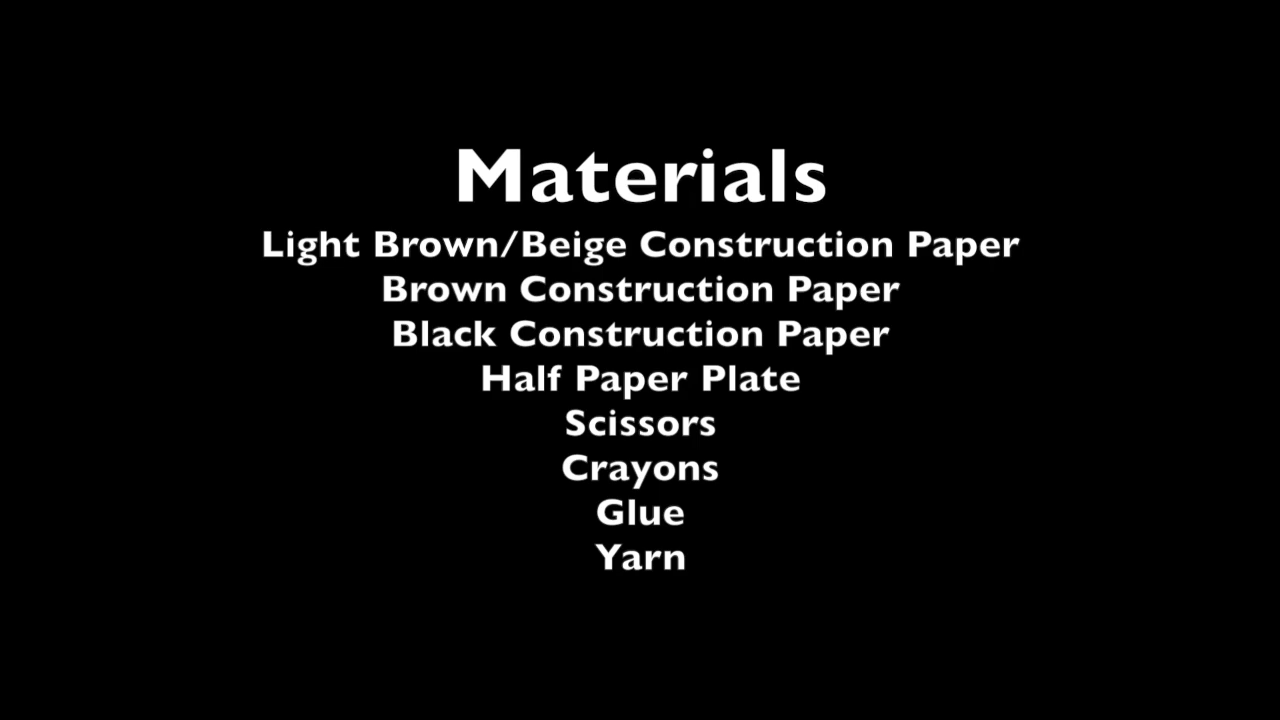 Materials
Light Brown/Beige Construction Paper
Brown Construction Paper
Black Construction Paper
Half Paper Plate
Scissors
Crayons
Glue
Yarn